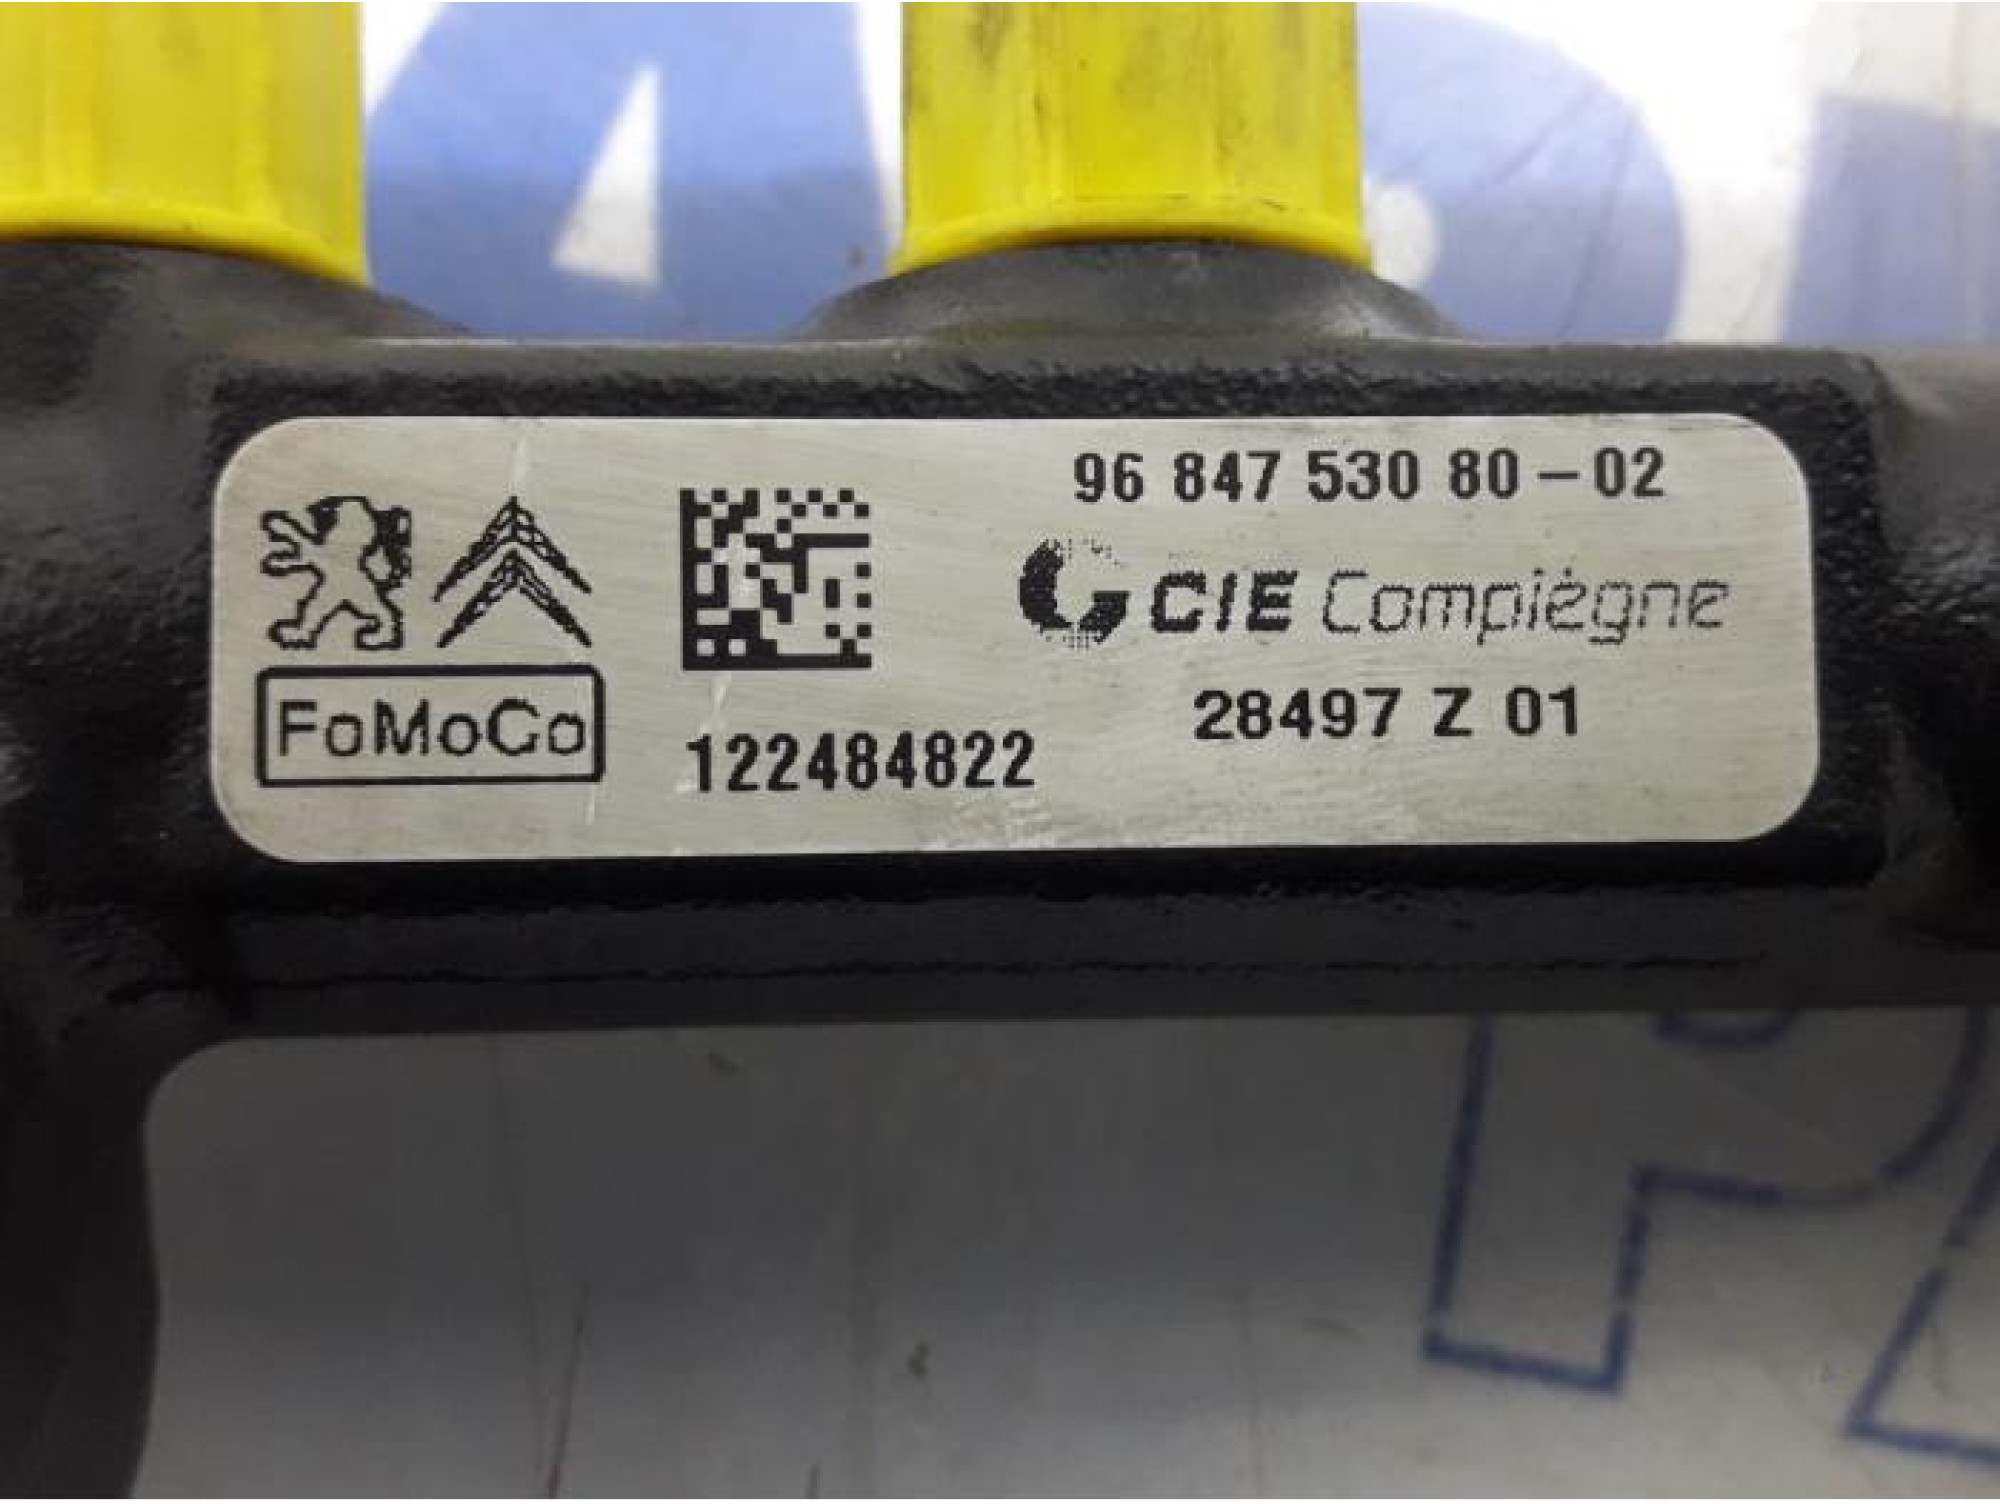 96 847 530 80-02
CIE Compiègne
FoMoCo
122484822
28497 Z 01